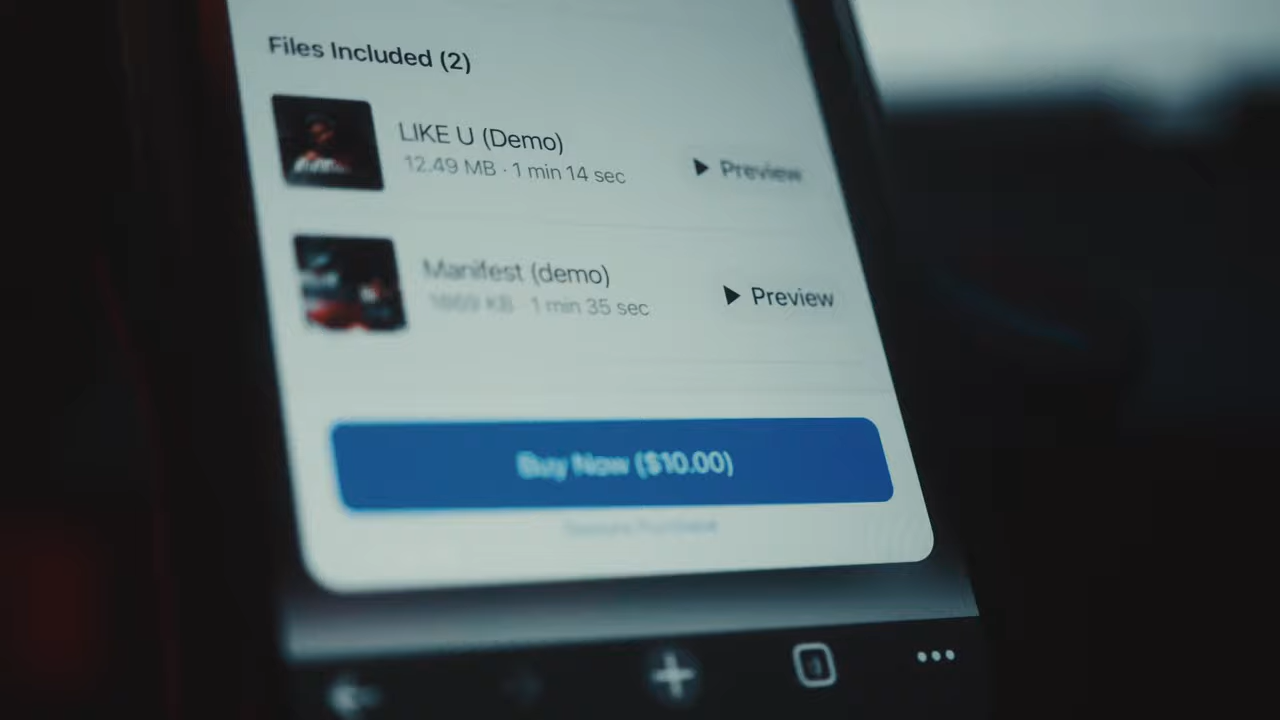 Files Included (2)
LIKE U (Demo)
12.49 MB · 1 min 14 sec
Preview
Manifest (demo)
KB · 1 min 35 sec
Preview
Buy Now ($10.00)